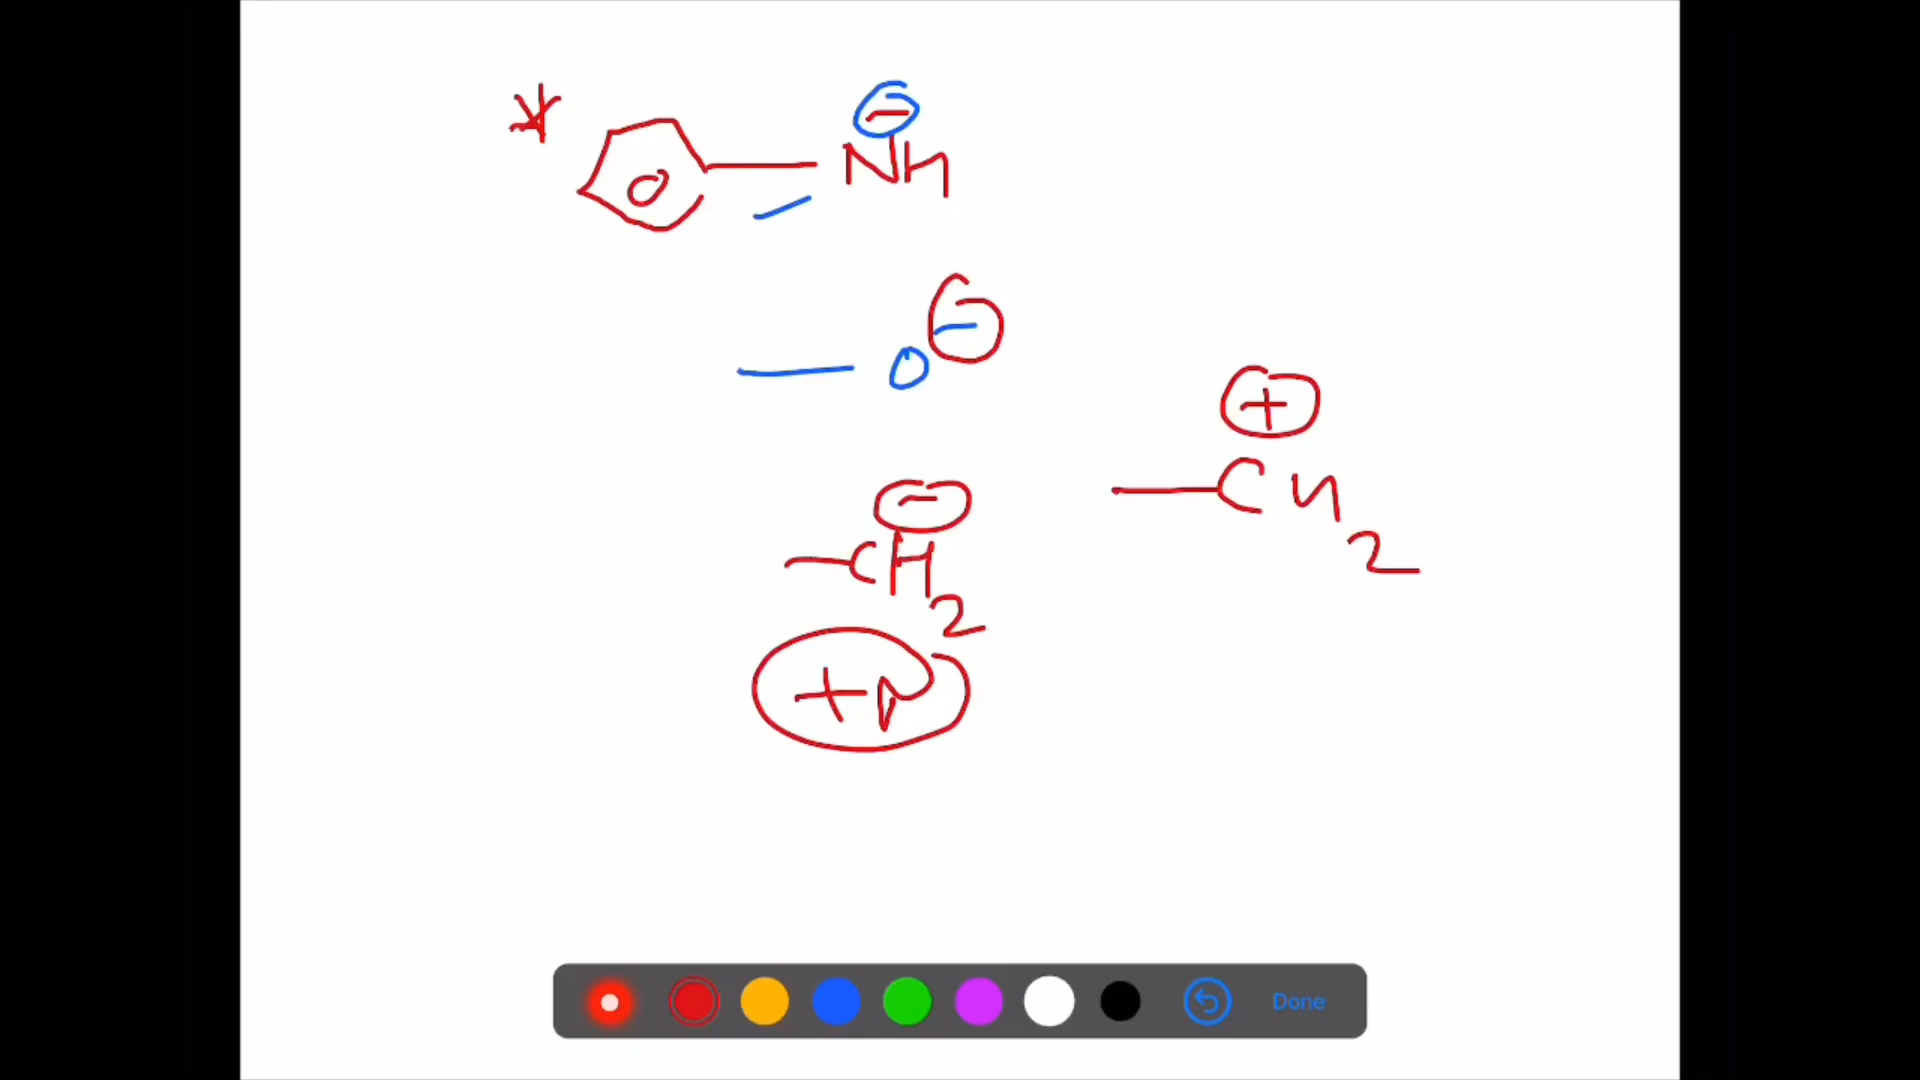 * NH ⊖
O ⊖
CH2 ⊖
CH2 ⊕
+P
Done